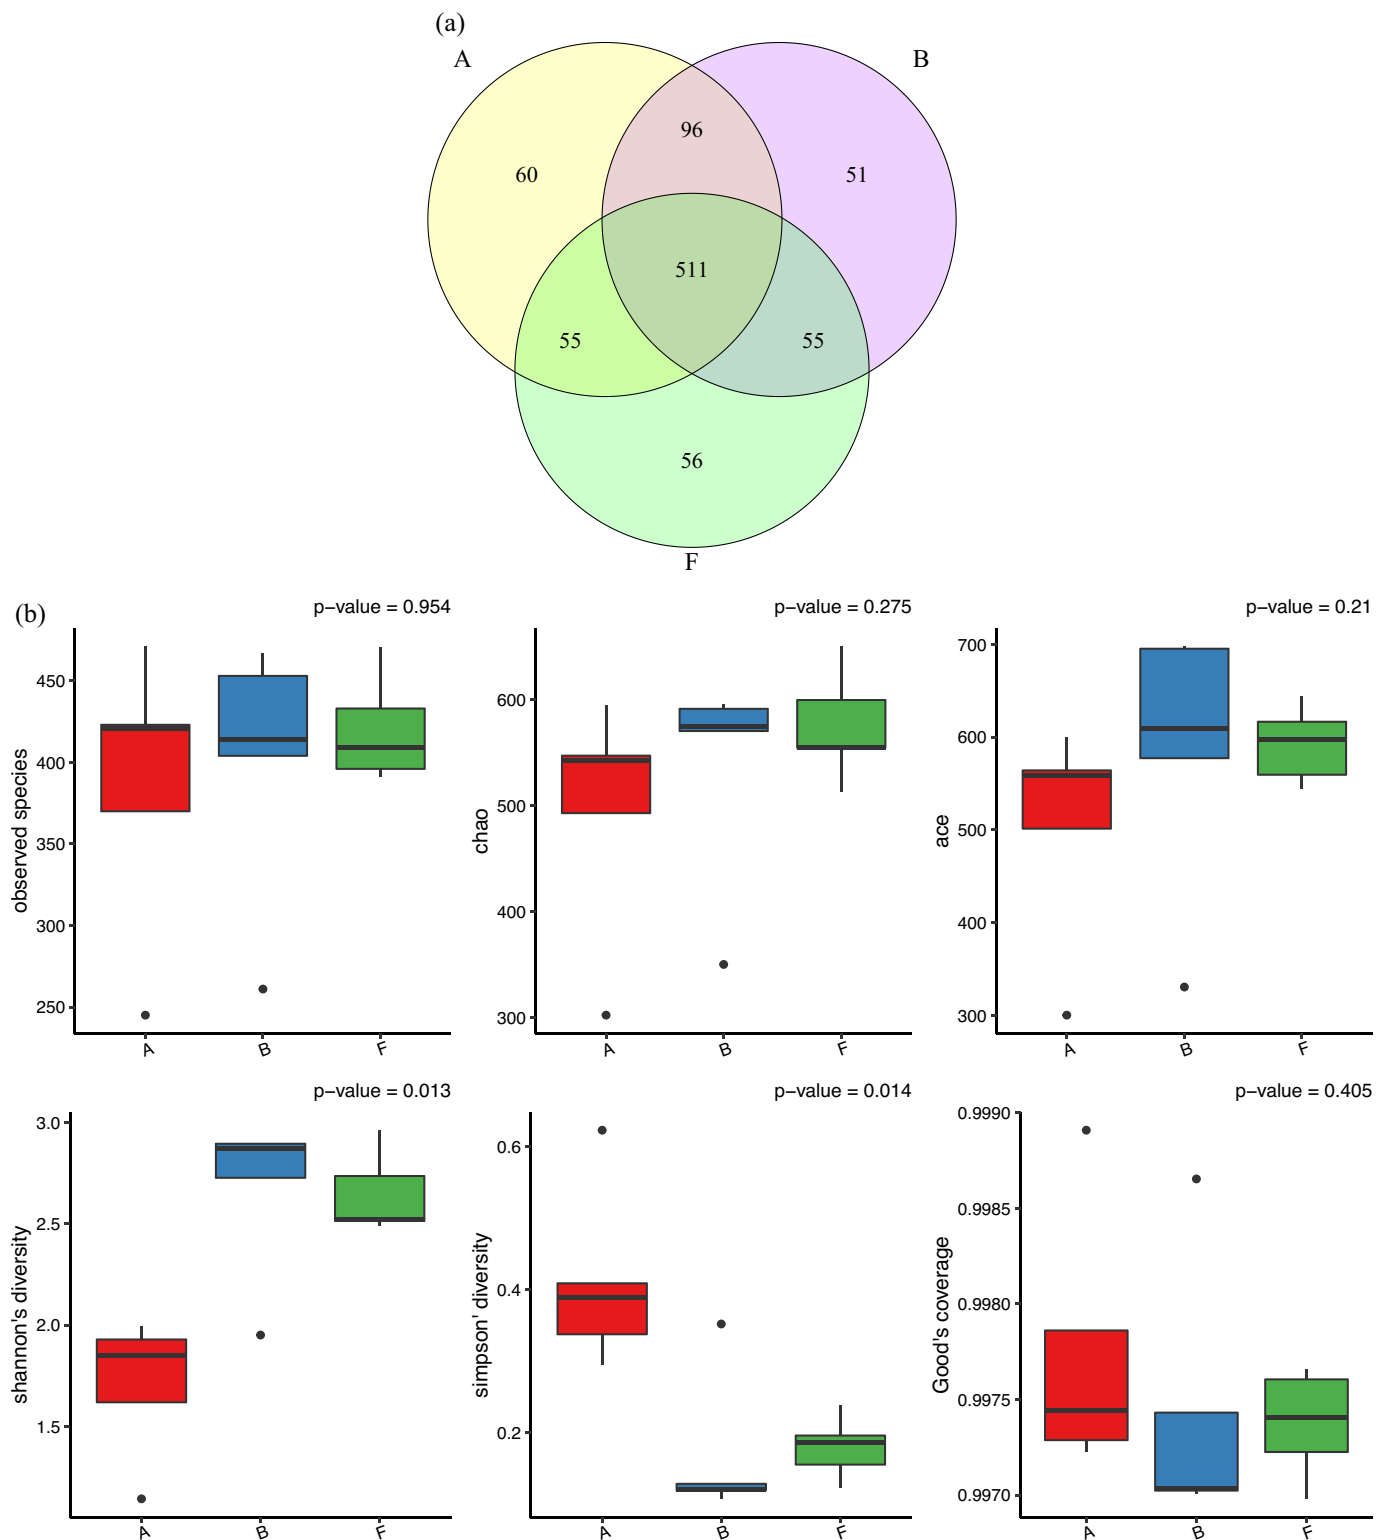 (a)
A
B
96
60
51
511
55
55
56
F
(b)
p-value = 0.954
observed species
450
400
350
300
250
A
B
F
p-value = 0.275
chao
600
500
400
300
A
B
F
p-value = 0.21
ace
700
600
500
400
300
A
B
F
p-value = 0.013
shannon's diversity
3.0
2.5
2.0
1.5
A
B
F
p-value = 0.014
simpson' diversity
0.6
0.4
0.2
A
B
F
p-value = 0.405
Good's coverage
0.9990
0.9985
0.9980
0.9975
0.9970
A
B
F